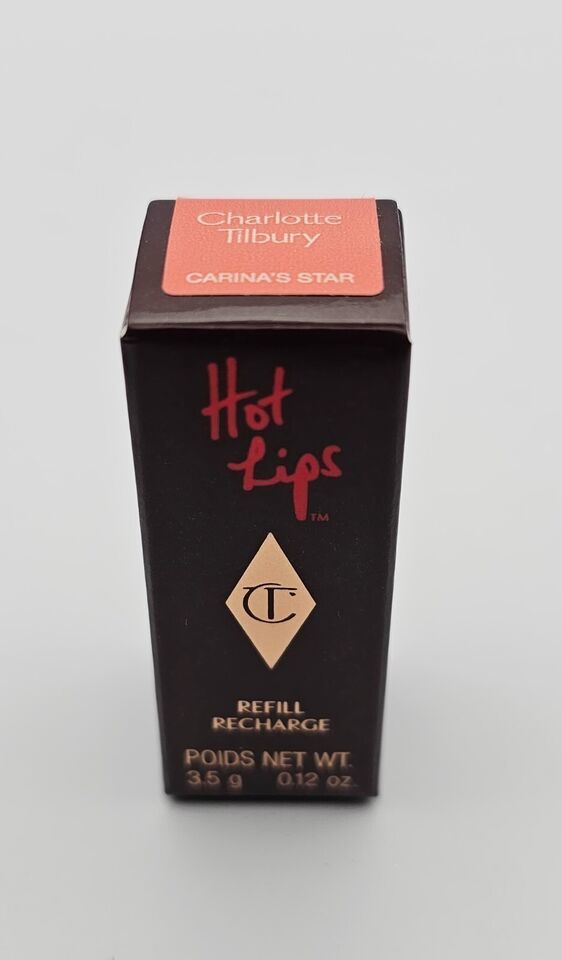 Charlotte
Tilbury
CARINA'S STAR
Hot
Lips
TM
CT
REFILL
RECHARGE
POIDS NET WT.
3.5 g 0.12 oz.